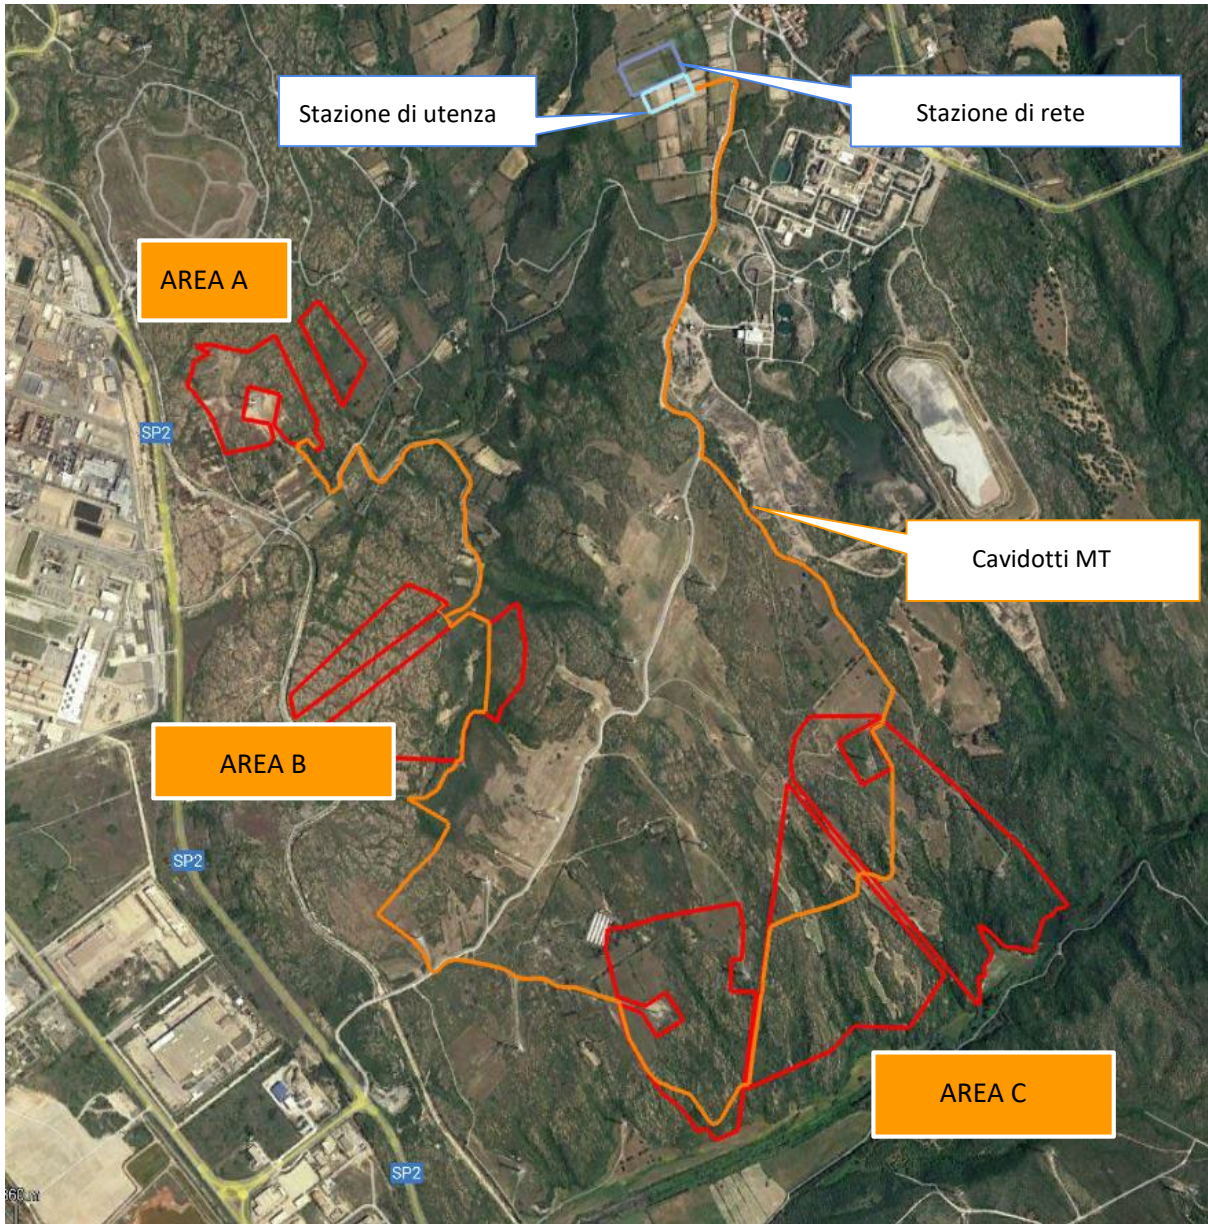 Stazione di utenza
Stazione di rete
AREA A
SP2
Cavidotti MT
AREA B
SP2
AREA C
SP2